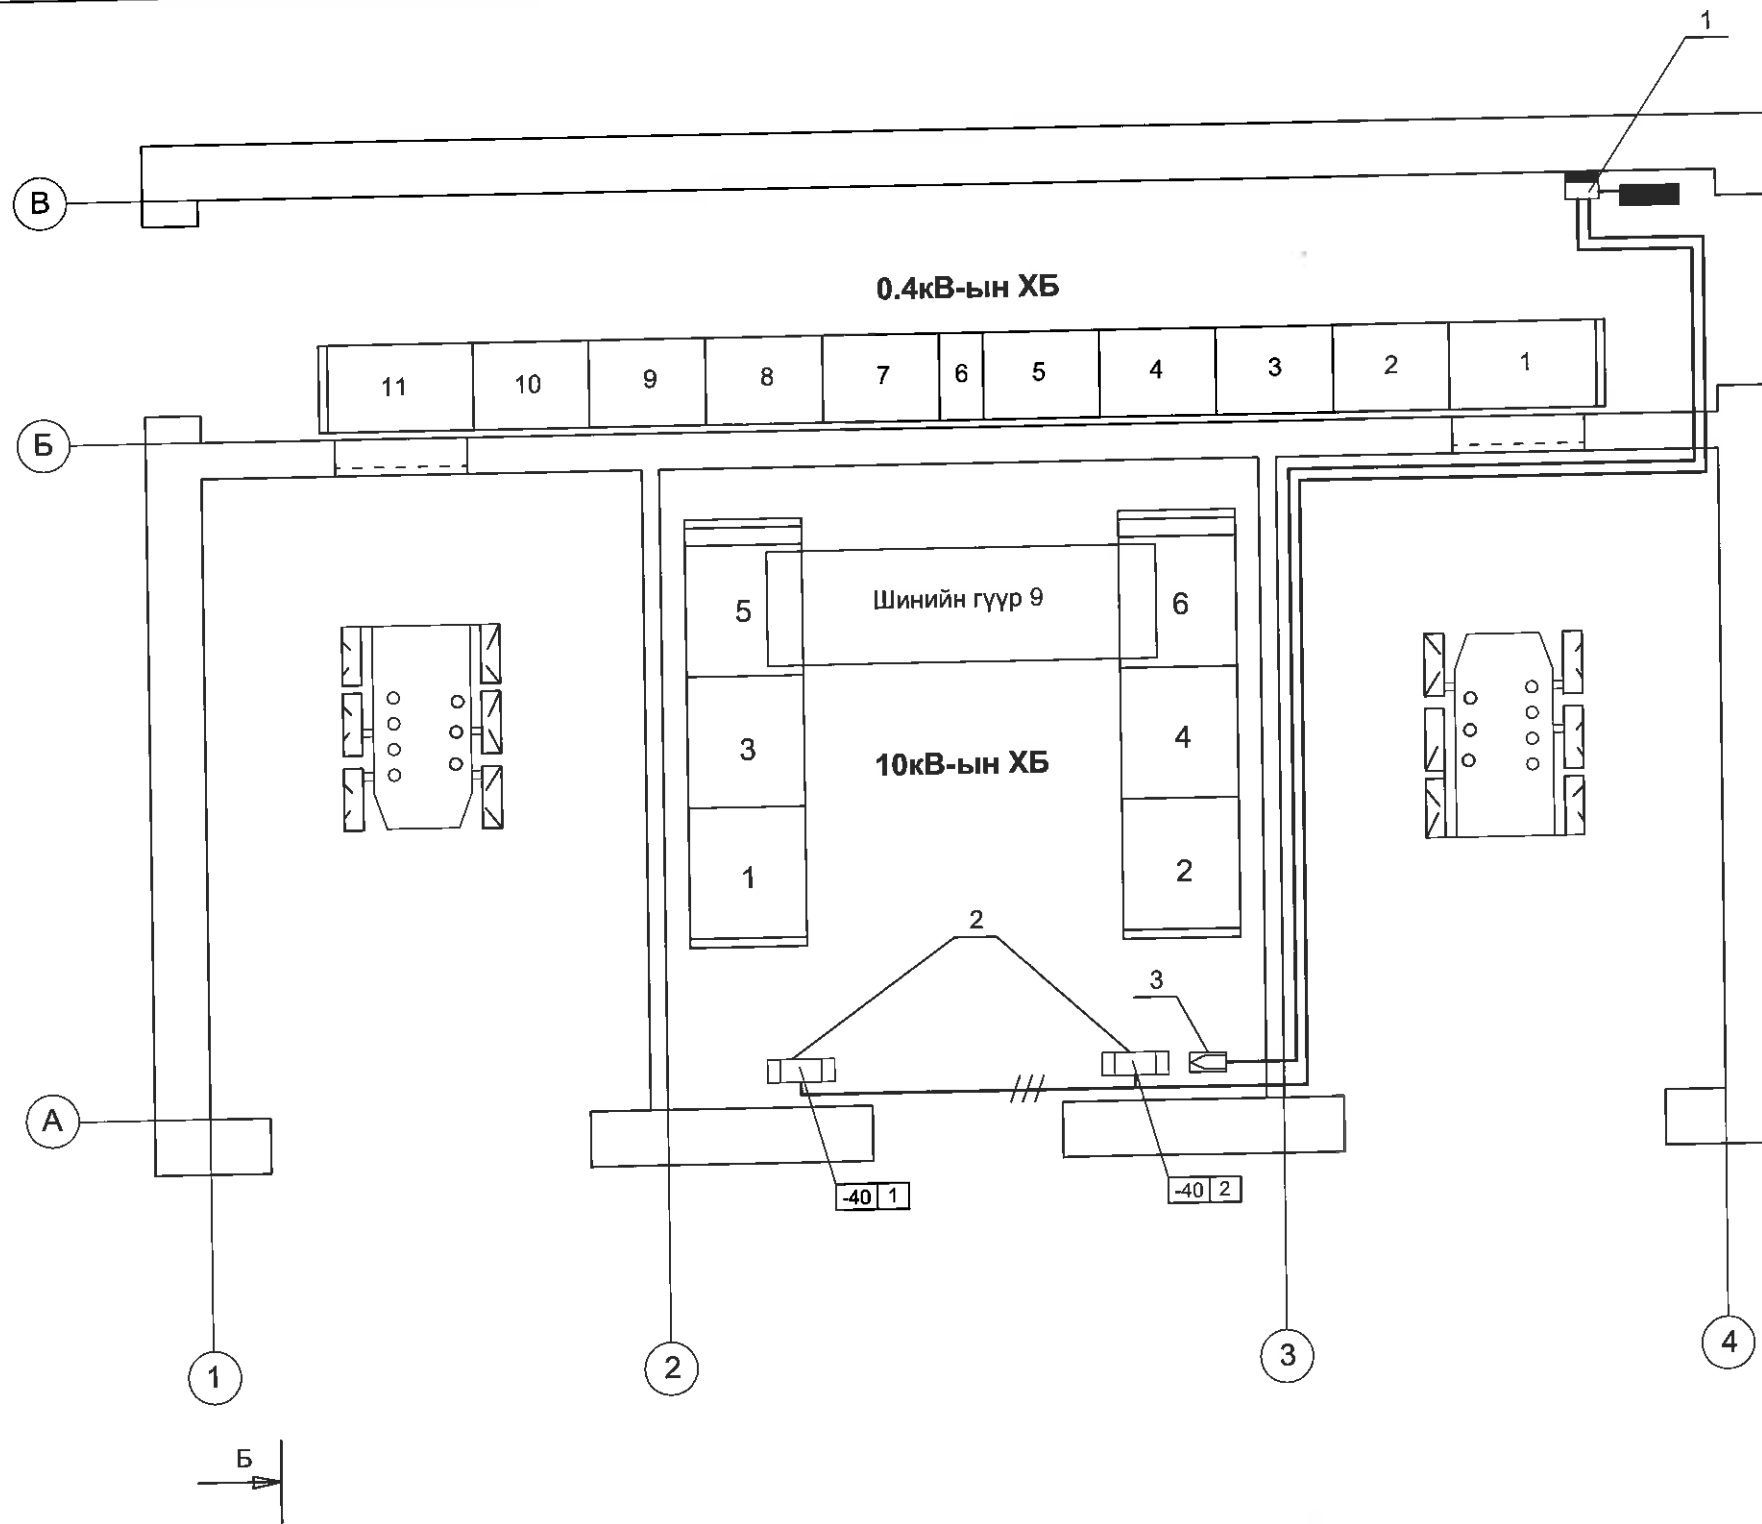 1
В
0.4кВ-ын ХБ
11 10 9 8 7 6 5 4 3 2 1
Б
5 Шинийн гүүр 9 6
3 10кВ-ын ХБ 4
1 2
2
3
А
-40 1
-40 2
1 2 3 4
Б